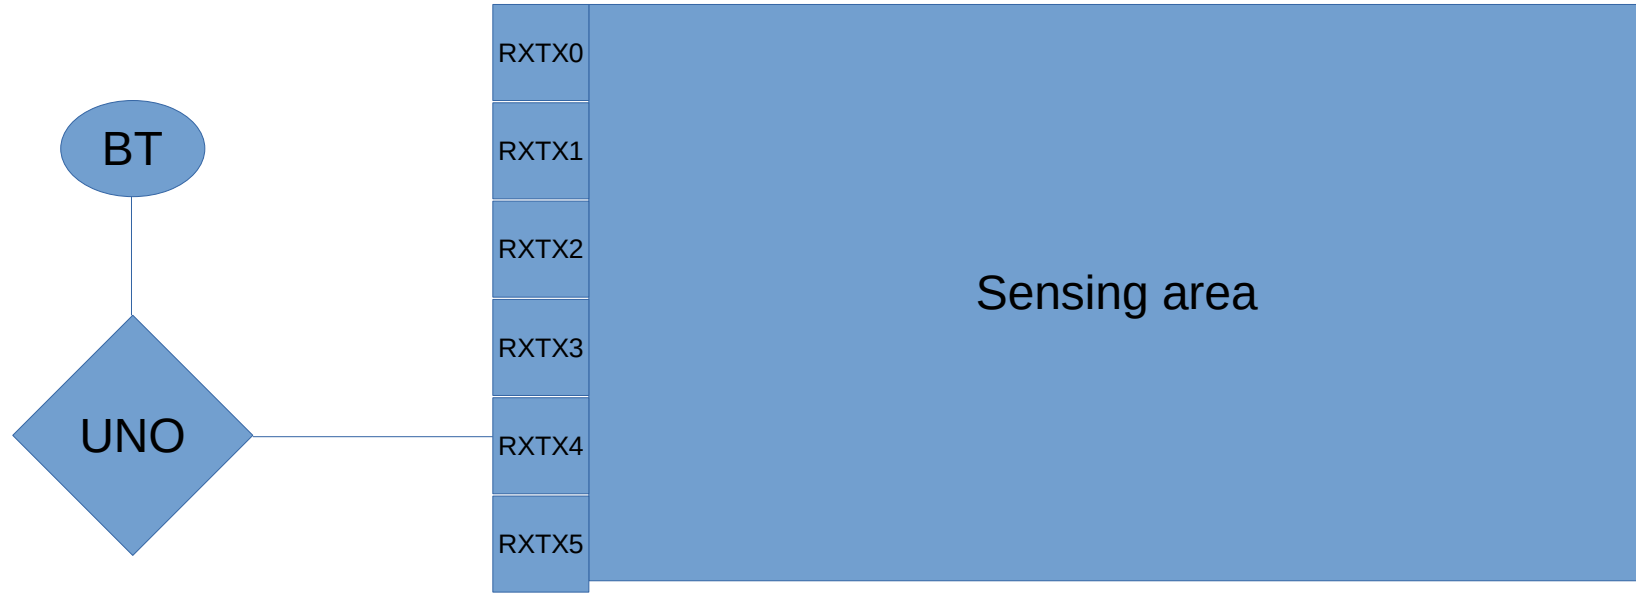 RXTX0
BT
RXTX1
RXTX2
Sensing area
RXTX3
UNO
RXTX4
RXTX5